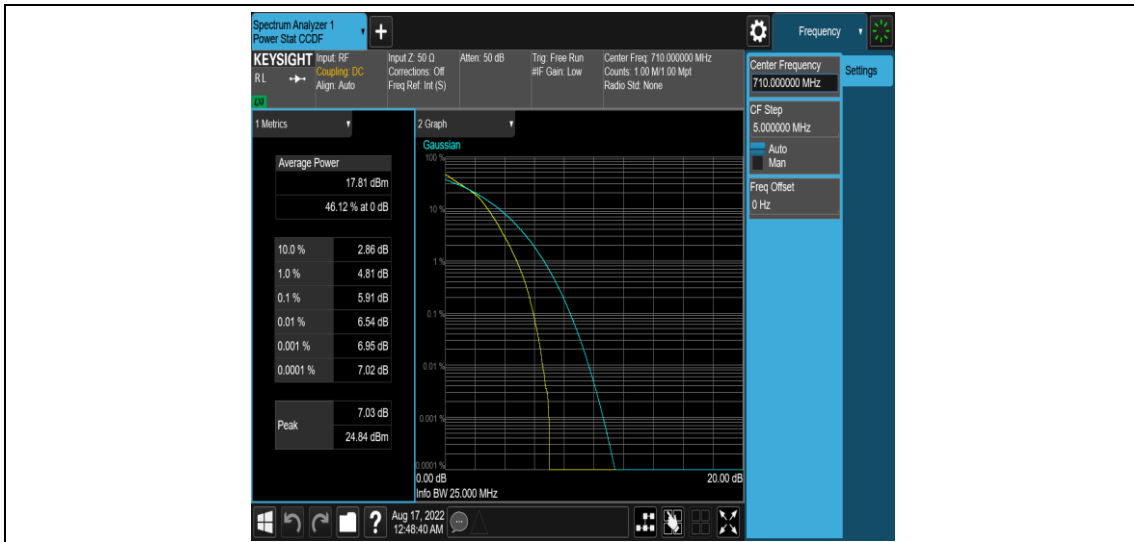 Spectrum Analyzer 1
Power Stat CCDF
Frequency
KEYSIGHT
RL
Input: RF
Coupling: DC
Align: Auto
Input Z: 50 Ω
Corrections: Off
Freq Ref: Int (S)
Atten: 50 dB
Trig: Free Run
#IF Gain: Low
Center Freq: 710.000000 MHz
Counts: 1.00 M/1.00 Mpt
Radio Std: None
Center Frequency
710.000000 MHz
Settings
CF Step
5.000000 MHz
Auto
Man
Freq Offset
0 Hz
1 Metrics
Average Power
17.81 dBm
46.12 % at 0 dB
10.0 % 2.86 dB
1.0 % 4.81 dB
0.1 % 5.91 dB
0.01 % 6.54 dB
0.001 % 6.95 dB
0.0001 % 7.02 dB
Peak
7.03 dB
24.84 dBm
2 Graph
Gaussian
100 %
10 %
1 %
0.1 %
0.01 %
0.001 %
0.0001 %
0.00 dB 20.00 dB
Info BW 25.000 MHz
?
Aug 17, 2022
12:48:40 AM